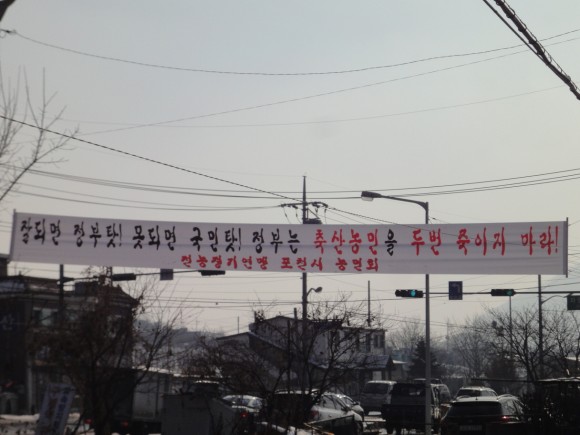 잘되면 정부탓! 못되면 국민탓! 정부는 축산농민을 두번 죽이지 마라!
전농경기연맹 포천시 농민회